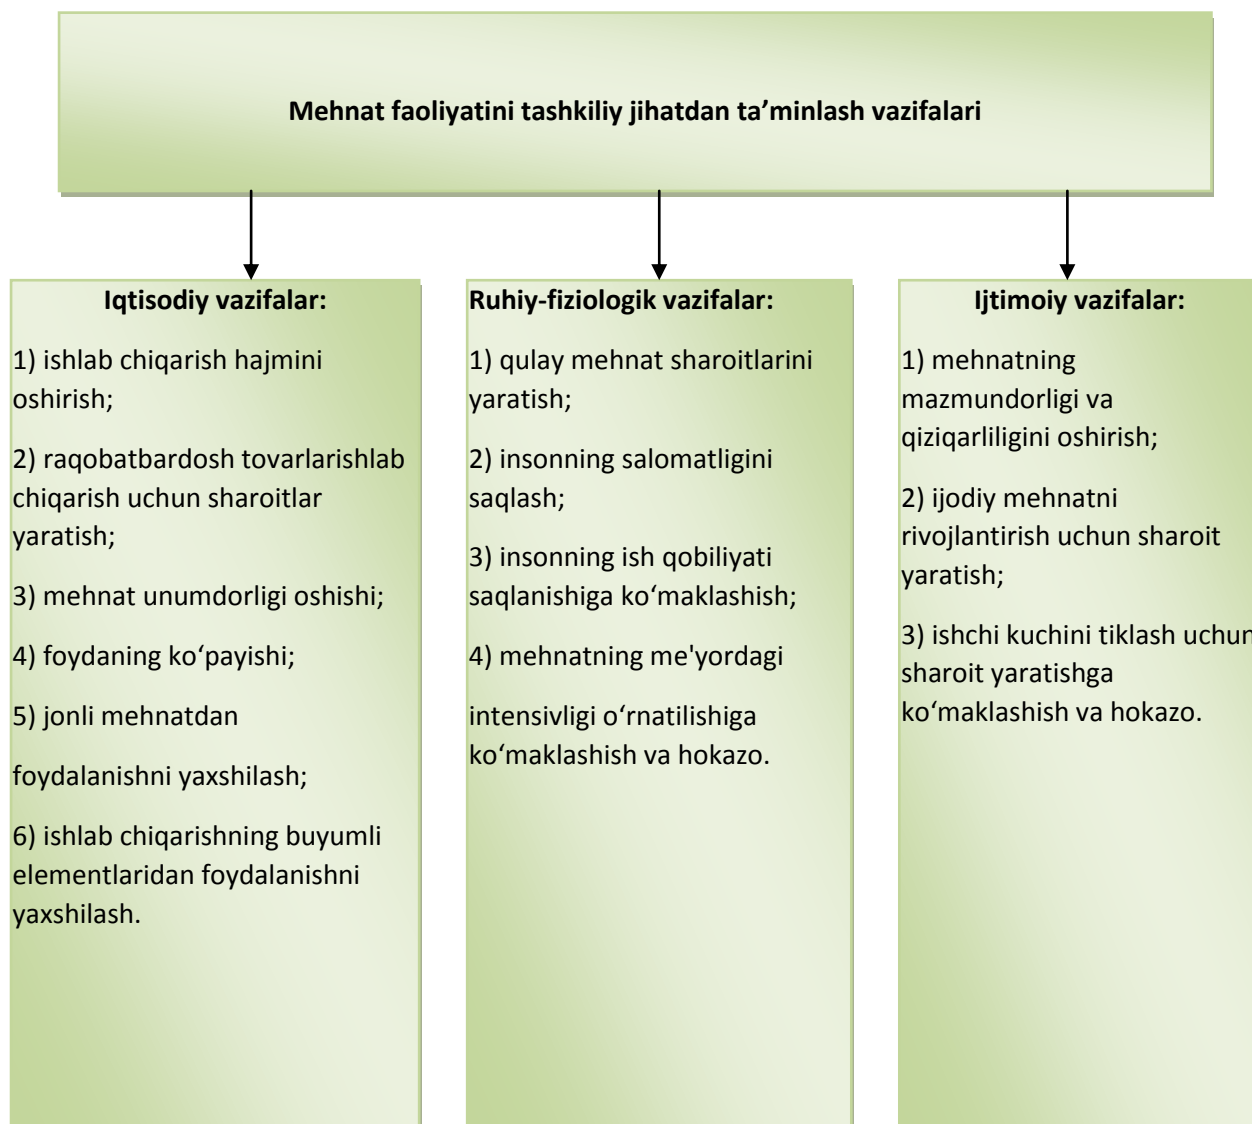 Mehnat faoliyatini tashkiliy jihatdan ta’minlash vazifalari
Iqtisodiy vazifalar:
1) ishlab chiqarish hajmini
oshirish;
2) raqobatbardosh tovarlarishlab
chiqarish uchun sharoitlar
yaratish;
3) mehnat unumdorligi oshishi;
4) foydaning ko‘payishi;
5) jonli mehnatdan
foydalanishni yaxshilash;
6) ishlab chiqarishning buyumli
elementlaridan foydalanishni
yaxshilash.
Ruhiy-fiziologik vazifalar:
1) qulay mehnat sharoitlarini
yaratish;
2) insonning salomatligini
saqlash;
3) insonning ish qobiliyati
saqlanishiga ko‘maklashish;
4) mehnatning me'yordagi
intensivligi o‘rnatilishiga
ko‘maklashish va hokazo.
Ijtimoiy vazifalar:
1) mehnatning
mazmundorligi va
qiziqarliligini oshirish;
2) ijodiy mehnatni
rivojlantirish uchun sharoit
yaratish;
3) ishchi kuchini tiklash uchun
sharoit yaratishga
ko‘maklashish va hokazo.